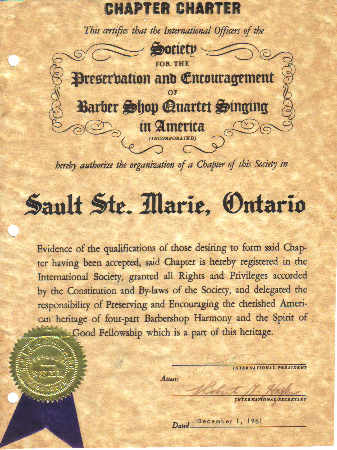 CHAPTER CHARTER
This certifies that the International Officers of the
Society
FOR THE
Preservation and Encouragement
OF
Barber Shop Quartet Singing
in America
(INCORPORATED)
hereby authorize the organization of a Chapter of this Society in
Sault Ste. Marie, Ontario
Evidence of the qualifications of those desiring to form said Chap-
ter having been accepted, said Chapter is hereby registered in the
International Society, granted all Rights and Privileges accorded
by the Constitution and By-laws of the Society, and delegated the
responsibility of Preserving and Encouraging the cherished Ameri-
can heritage of four-part Barbershop Harmony and the Spirit of
Good Fellowship which is a part of this heritage.
INTERNATIONAL PRESIDENT
Attest:
INTERNATIONAL SECRETARY
Dated December 1, 1961